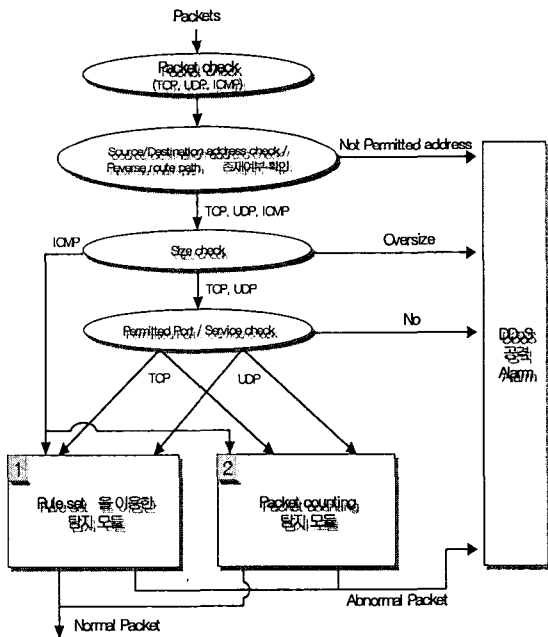 Packets
Packet check
(TCP, UDP, ICMP)
Source/Destination address check /
Reverse route path, 존재여부 확인
Not Permitted address
TCP, UDP, ICMP
ICMP
Size check
Oversize
TCP, UDP
Permitted Port / Service check
No
DDoS
공격
Alarm
TCP
UDP
1
Rule set 을 이용한
탐지 모듈
2
Packet counting
탐지 모듈
Abnormal Packet
Normal Packet